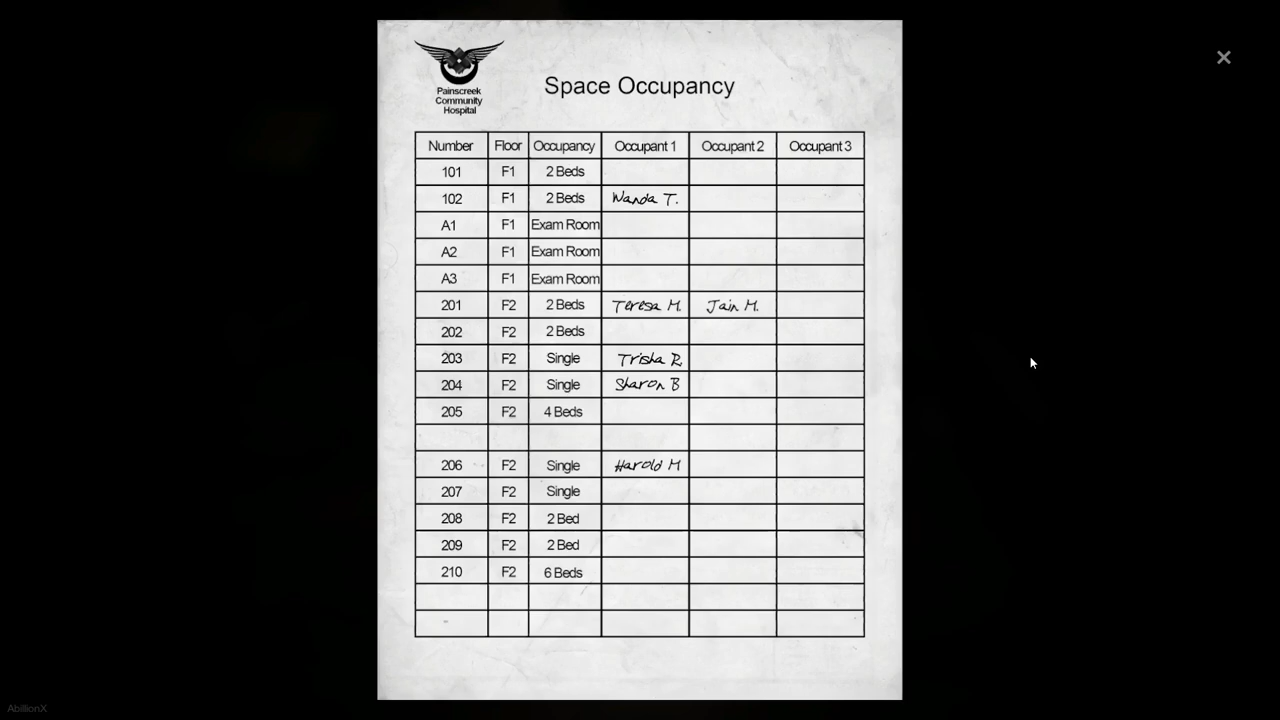 Painscreek
Community
Hospital
Space Occupancy
Number Floor Occupancy Occupant 1 Occupant 2 Occupant 3
101 F1 2 Beds
102 F1 2 Beds Wanda T.
A1 F1 Exam Room
A2 F1 Exam Room
A3 F1 Exam Room
201 F2 2 Beds Teresa M. Jain M.
202 F2 2 Beds
203 F2 Single Trisha R.
204 F2 Single Sharon B
205 F2 4 Beds
206 F2 Single Harold M
207 F2 Single
208 F2 2 Bed
209 F2 2 Bed
210 F2 6 Beds
AbillionX